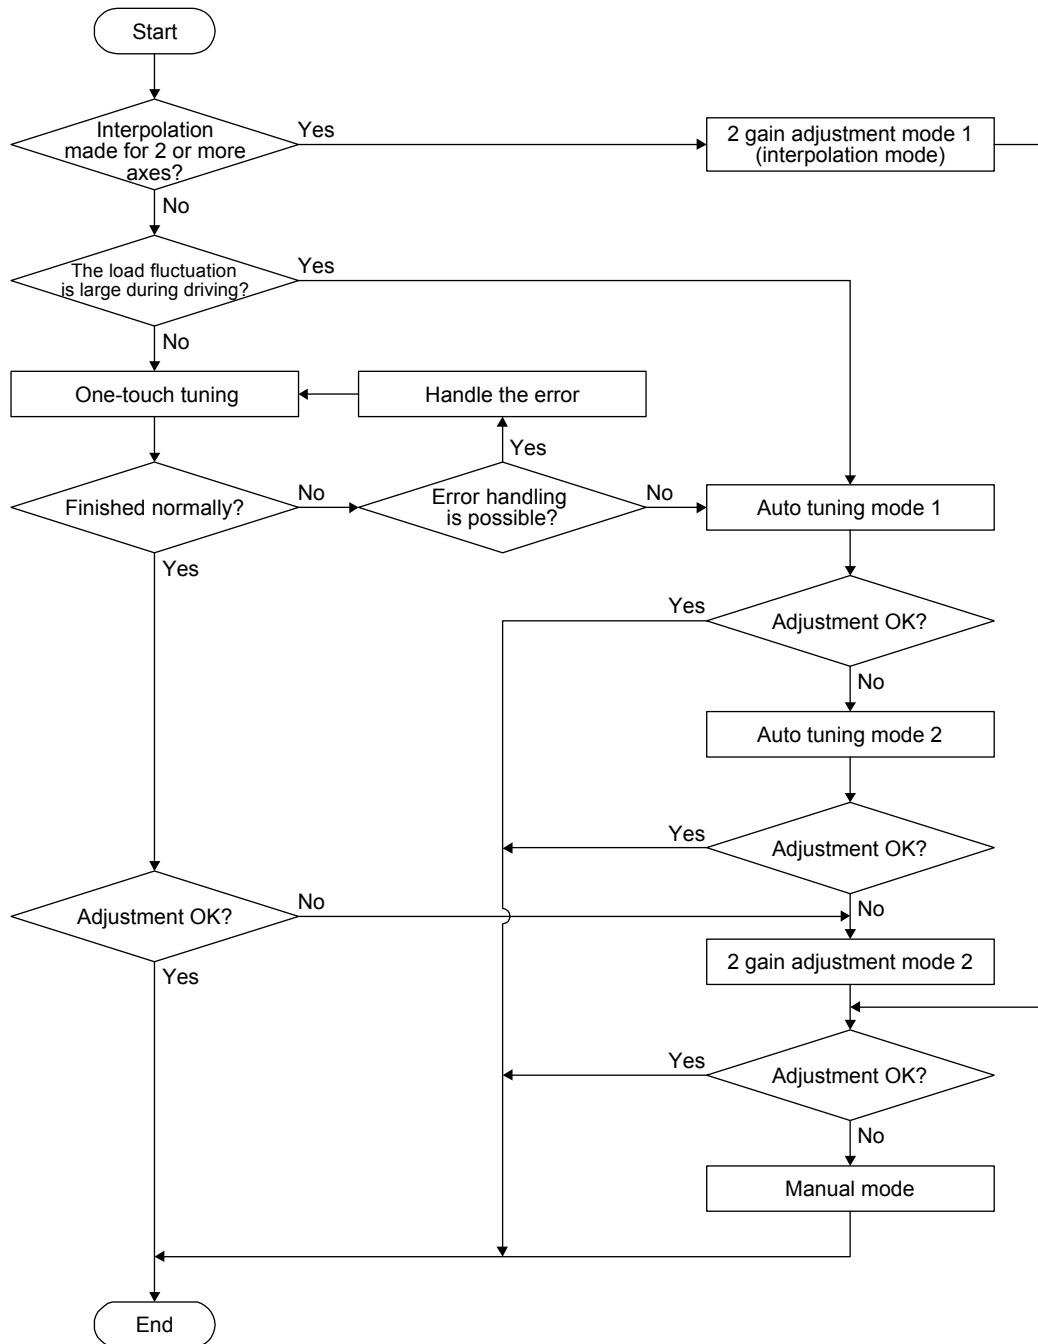 Start
Interpolation
made for 2 or more
axes?
Yes
2 gain adjustment mode 1
(interpolation mode)
No
The load fluctuation
is large during driving?
Yes
No
One-touch tuning
Handle the error
Yes
Finished normally?
No
Error handling
is possible?
No
Auto tuning mode 1
Yes
Yes
Adjustment OK?
No
Auto tuning mode 2
Yes
Adjustment OK?
No
Adjustment OK?
No
Yes
2 gain adjustment mode 2
Yes
Adjustment OK?
No
Manual mode
End